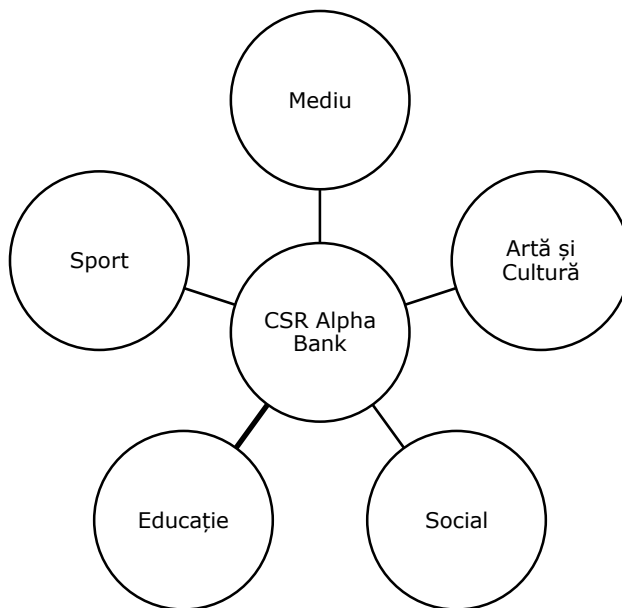 Mediu
Sport
Artă și
Cultură
CSR Alpha
Bank
Educație
Social